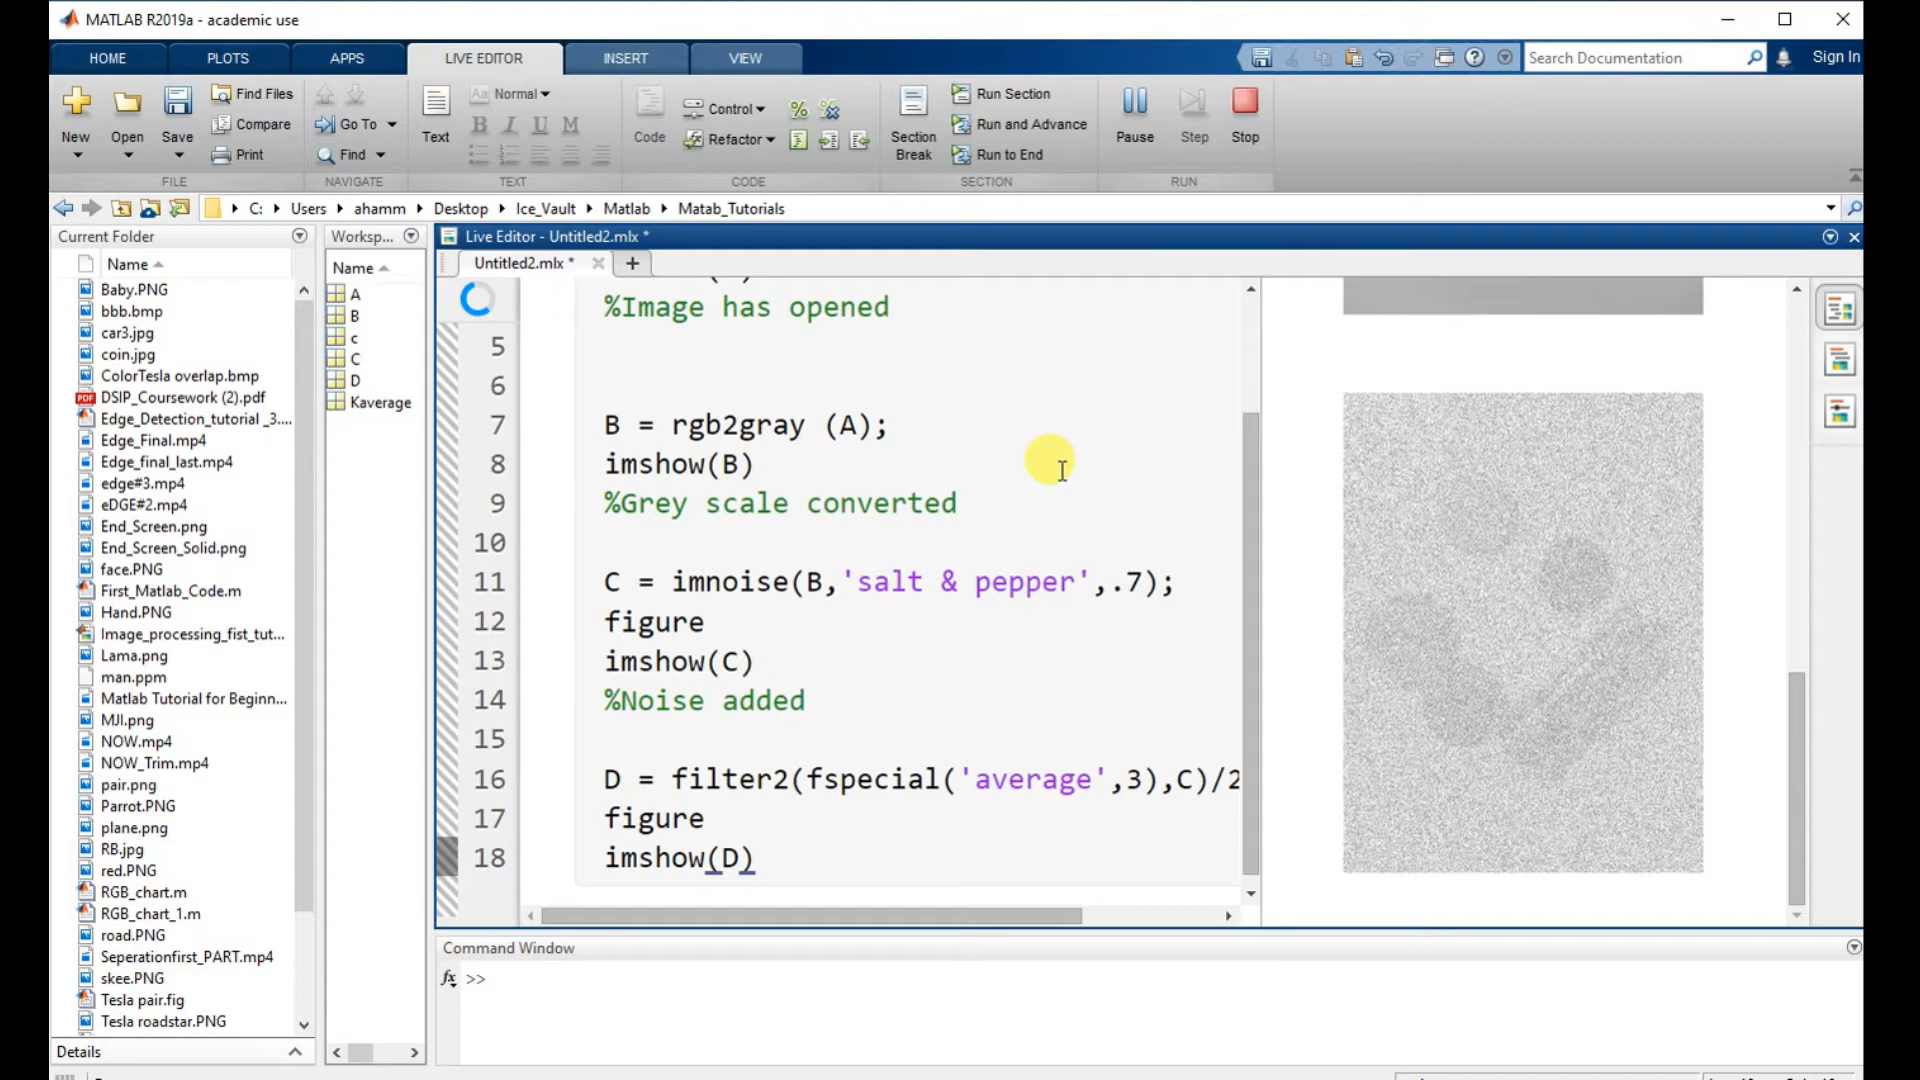 MATLAB R2019a - academic use
HOME PLOTS APPS LIVE EDITOR INSERT VIEW
Search Documentation
Sign In
New
Open
Save
Find Files
Compare
Print
Go To
Find
Text
Aa Normal
B I U M
Code
Control
Refactor
Section Break
Run Section
Run and Advance
Run to End
Pause
Step
Stop
FILE NAVIGATE TEXT CODE SECTION RUN
C: Users ahamm Desktop Ice_Vault Matlab Matab_Tutorials
Current Folder
Name
Baby.PNG
bbb.bmp
car3.jpg
coin.jpg
ColorTesla overlap.bmp
DSIP_Coursework (2).pdf
Edge_Detection_tutorial _3....
Edge_Final.mp4
Edge_final_last.mp4
edge#3.mp4
eDGE#2.mp4
End_Screen.png
End_Screen_Solid.png
face.PNG
First_Matlab_Code.m
Hand.PNG
Image_processing_fist_tut...
Lama.png
man.ppm
Matlab Tutorial for Beginn...
MJI.png
NOW.mp4
NOW_Trim.mp4
pair.png
Parrot.PNG
plane.png
RB.jpg
red.PNG
RGB_chart.m
RGB_chart_1.m
road.PNG
Seperationfirst_PART.mp4
skee.PNG
Tesla pair.fig
Tesla roadstar.PNG
Details
Worksp...
Name
A
B
c
C
D
Kaverage
Live Editor - Untitled2.mlx *
Untitled2.mlx *
%Image has opened
5
6
7 B = rgb2gray (A);
8 imshow(B)
9 %Grey scale converted
10
11 C = imnoise(B,'salt & pepper',.7);
12 figure
13 imshow(C)
14 %Noise added
15
16 D = filter2(fspecial('average',3),C)/2
17 figure
18 imshow(D)
Command Window
fx >>